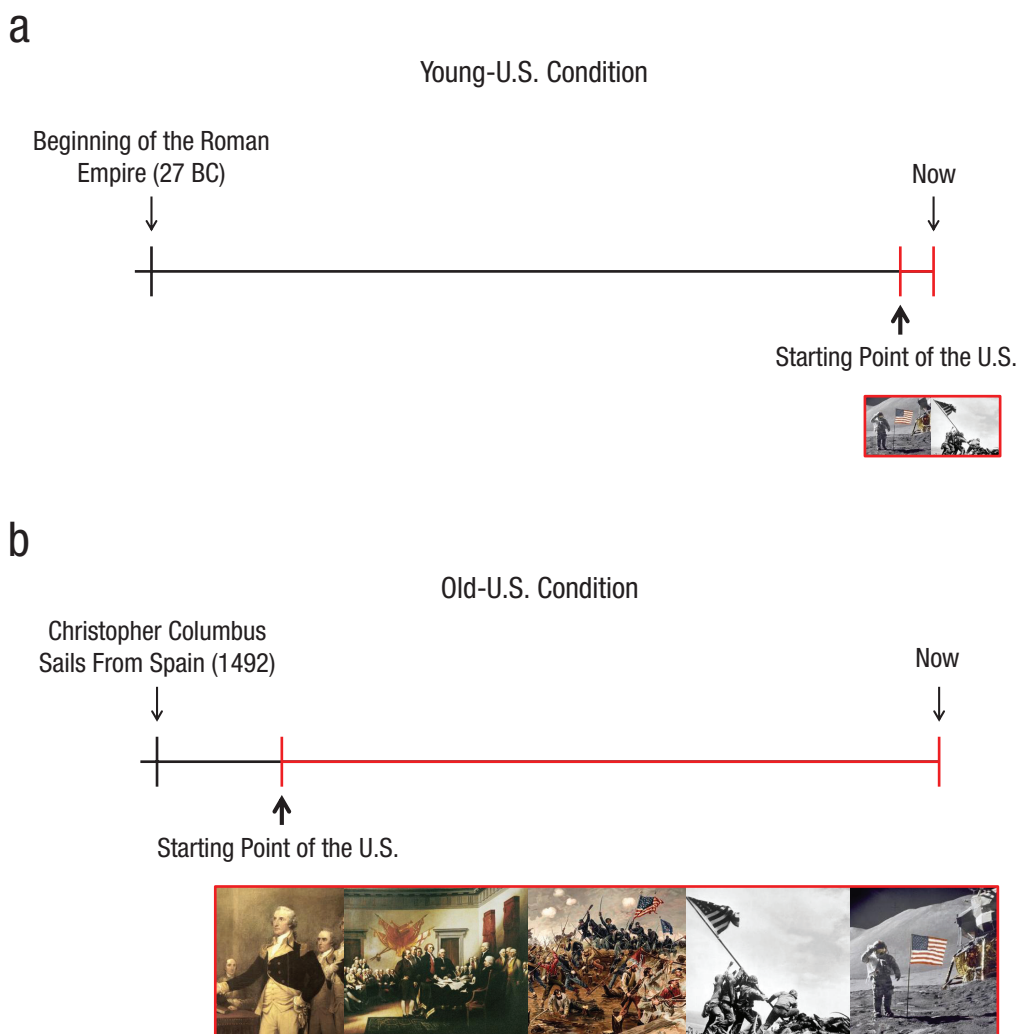 a
Young-U.S. Condition
Beginning of the Roman
Empire (27 BC)
Now
Starting Point of the U.S.
b
Old-U.S. Condition
Christopher Columbus
Sails From Spain (1492)
Now
Starting Point of the U.S.